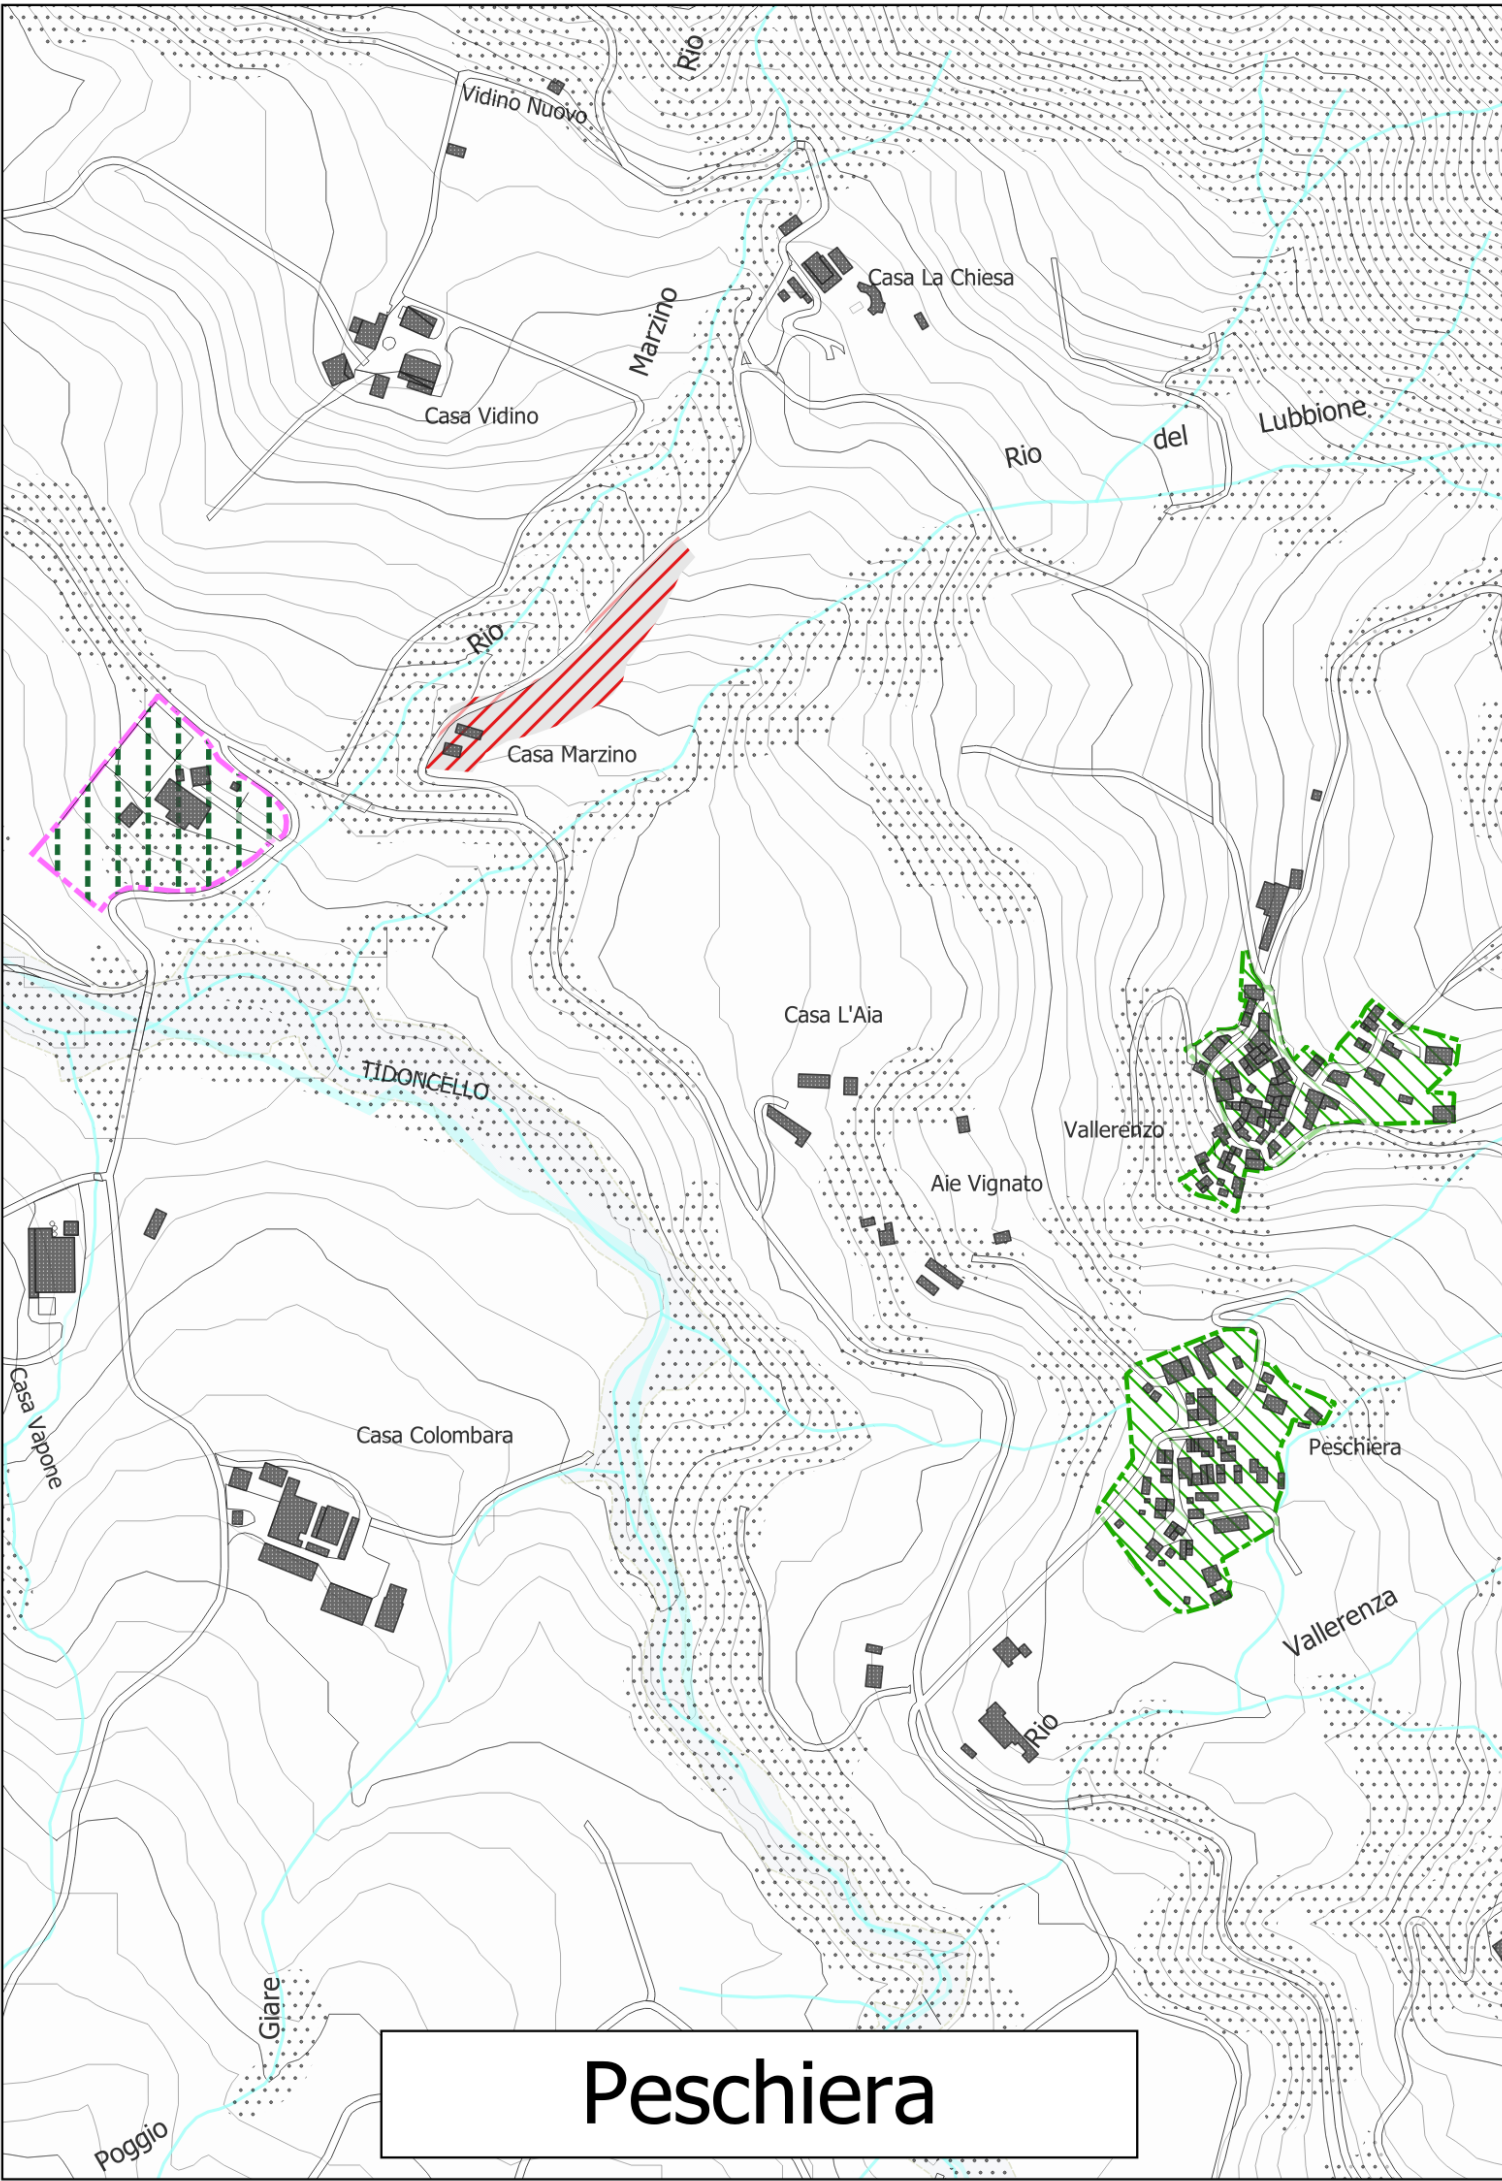 Rio
Vidino Nuovo
Casa La Chiesa
Marzino
Casa Vidino
Lubbione
del
Rio
Rio
Casa Marzino
Casa L'Aia
TIDONCELLO
Vallerenzo
Aie Vignato
Casa Vapone
Casa Colombara
Peschiera
Vallerenza
Rio
Giare
Peschiera
Poggio